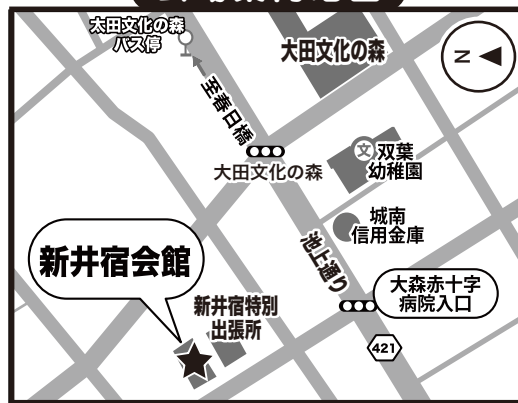 太田文化の森
バス停
大田文化の森
N
至春日橋
文
双葉
幼稚園
大田文化の森
城南
信用金庫
新井宿会館
池上通り
大森赤十字
病院入口
新井宿特別
出張所
421